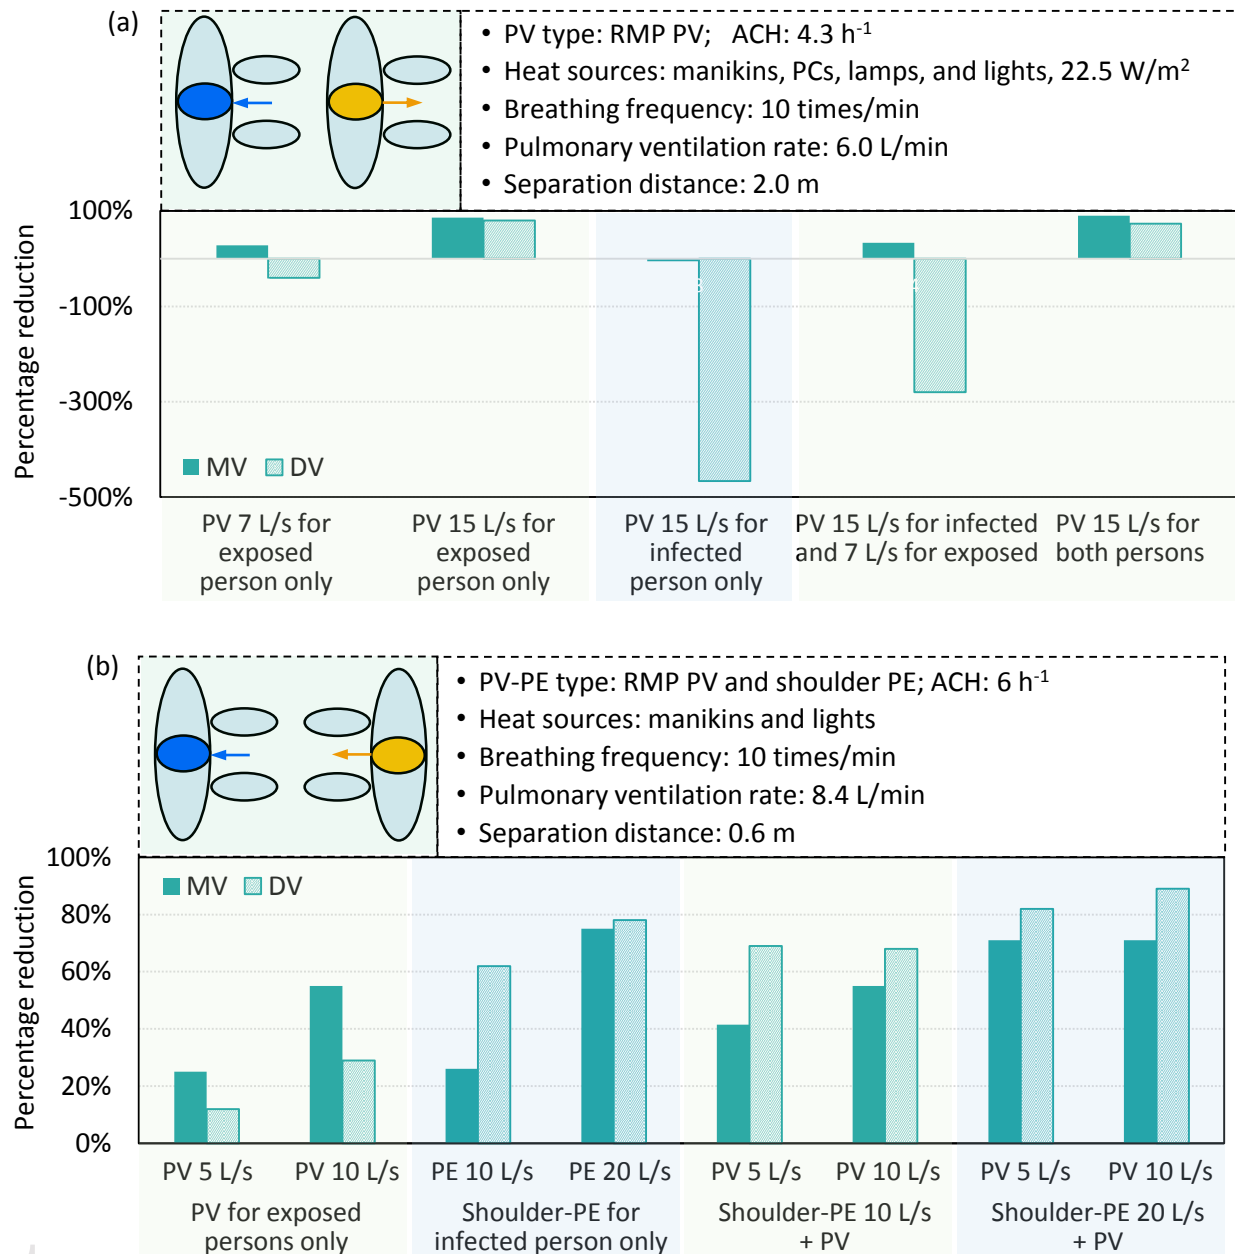 (a)
• PV type: RMP PV; ACH: 4.3 h⁻¹
• Heat sources: manikins, PCs, lamps, and lights, 22.5 W/m²
• Breathing frequency: 10 times/min
• Pulmonary ventilation rate: 6.0 L/min
• Separation distance: 2.0 m
Percentage reduction
100%
-100%
-300%
-500%
MV DV
PV 7 L/s for exposed person only
PV 15 L/s for exposed person only
PV 15 L/s for infected person only
PV 15 L/s for infected and 7 L/s for exposed
PV 15 L/s for both persons
(b)
• PV-PE type: RMP PV and shoulder PE; ACH: 6 h⁻¹
• Heat sources: manikins and lights
• Breathing frequency: 10 times/min
• Pulmonary ventilation rate: 8.4 L/min
• Separation distance: 0.6 m
Percentage reduction
100%
80%
60%
40%
20%
0%
MV DV
PV 5 L/s PV 10 L/s PE 10 L/s PE 20 L/s PV 5 L/s PV 10 L/s PV 5 L/s PV 10 L/s
PV for exposed persons only
Shoulder-PE for infected person only
Shoulder-PE 10 L/s + PV
Shoulder-PE 20 L/s + PV